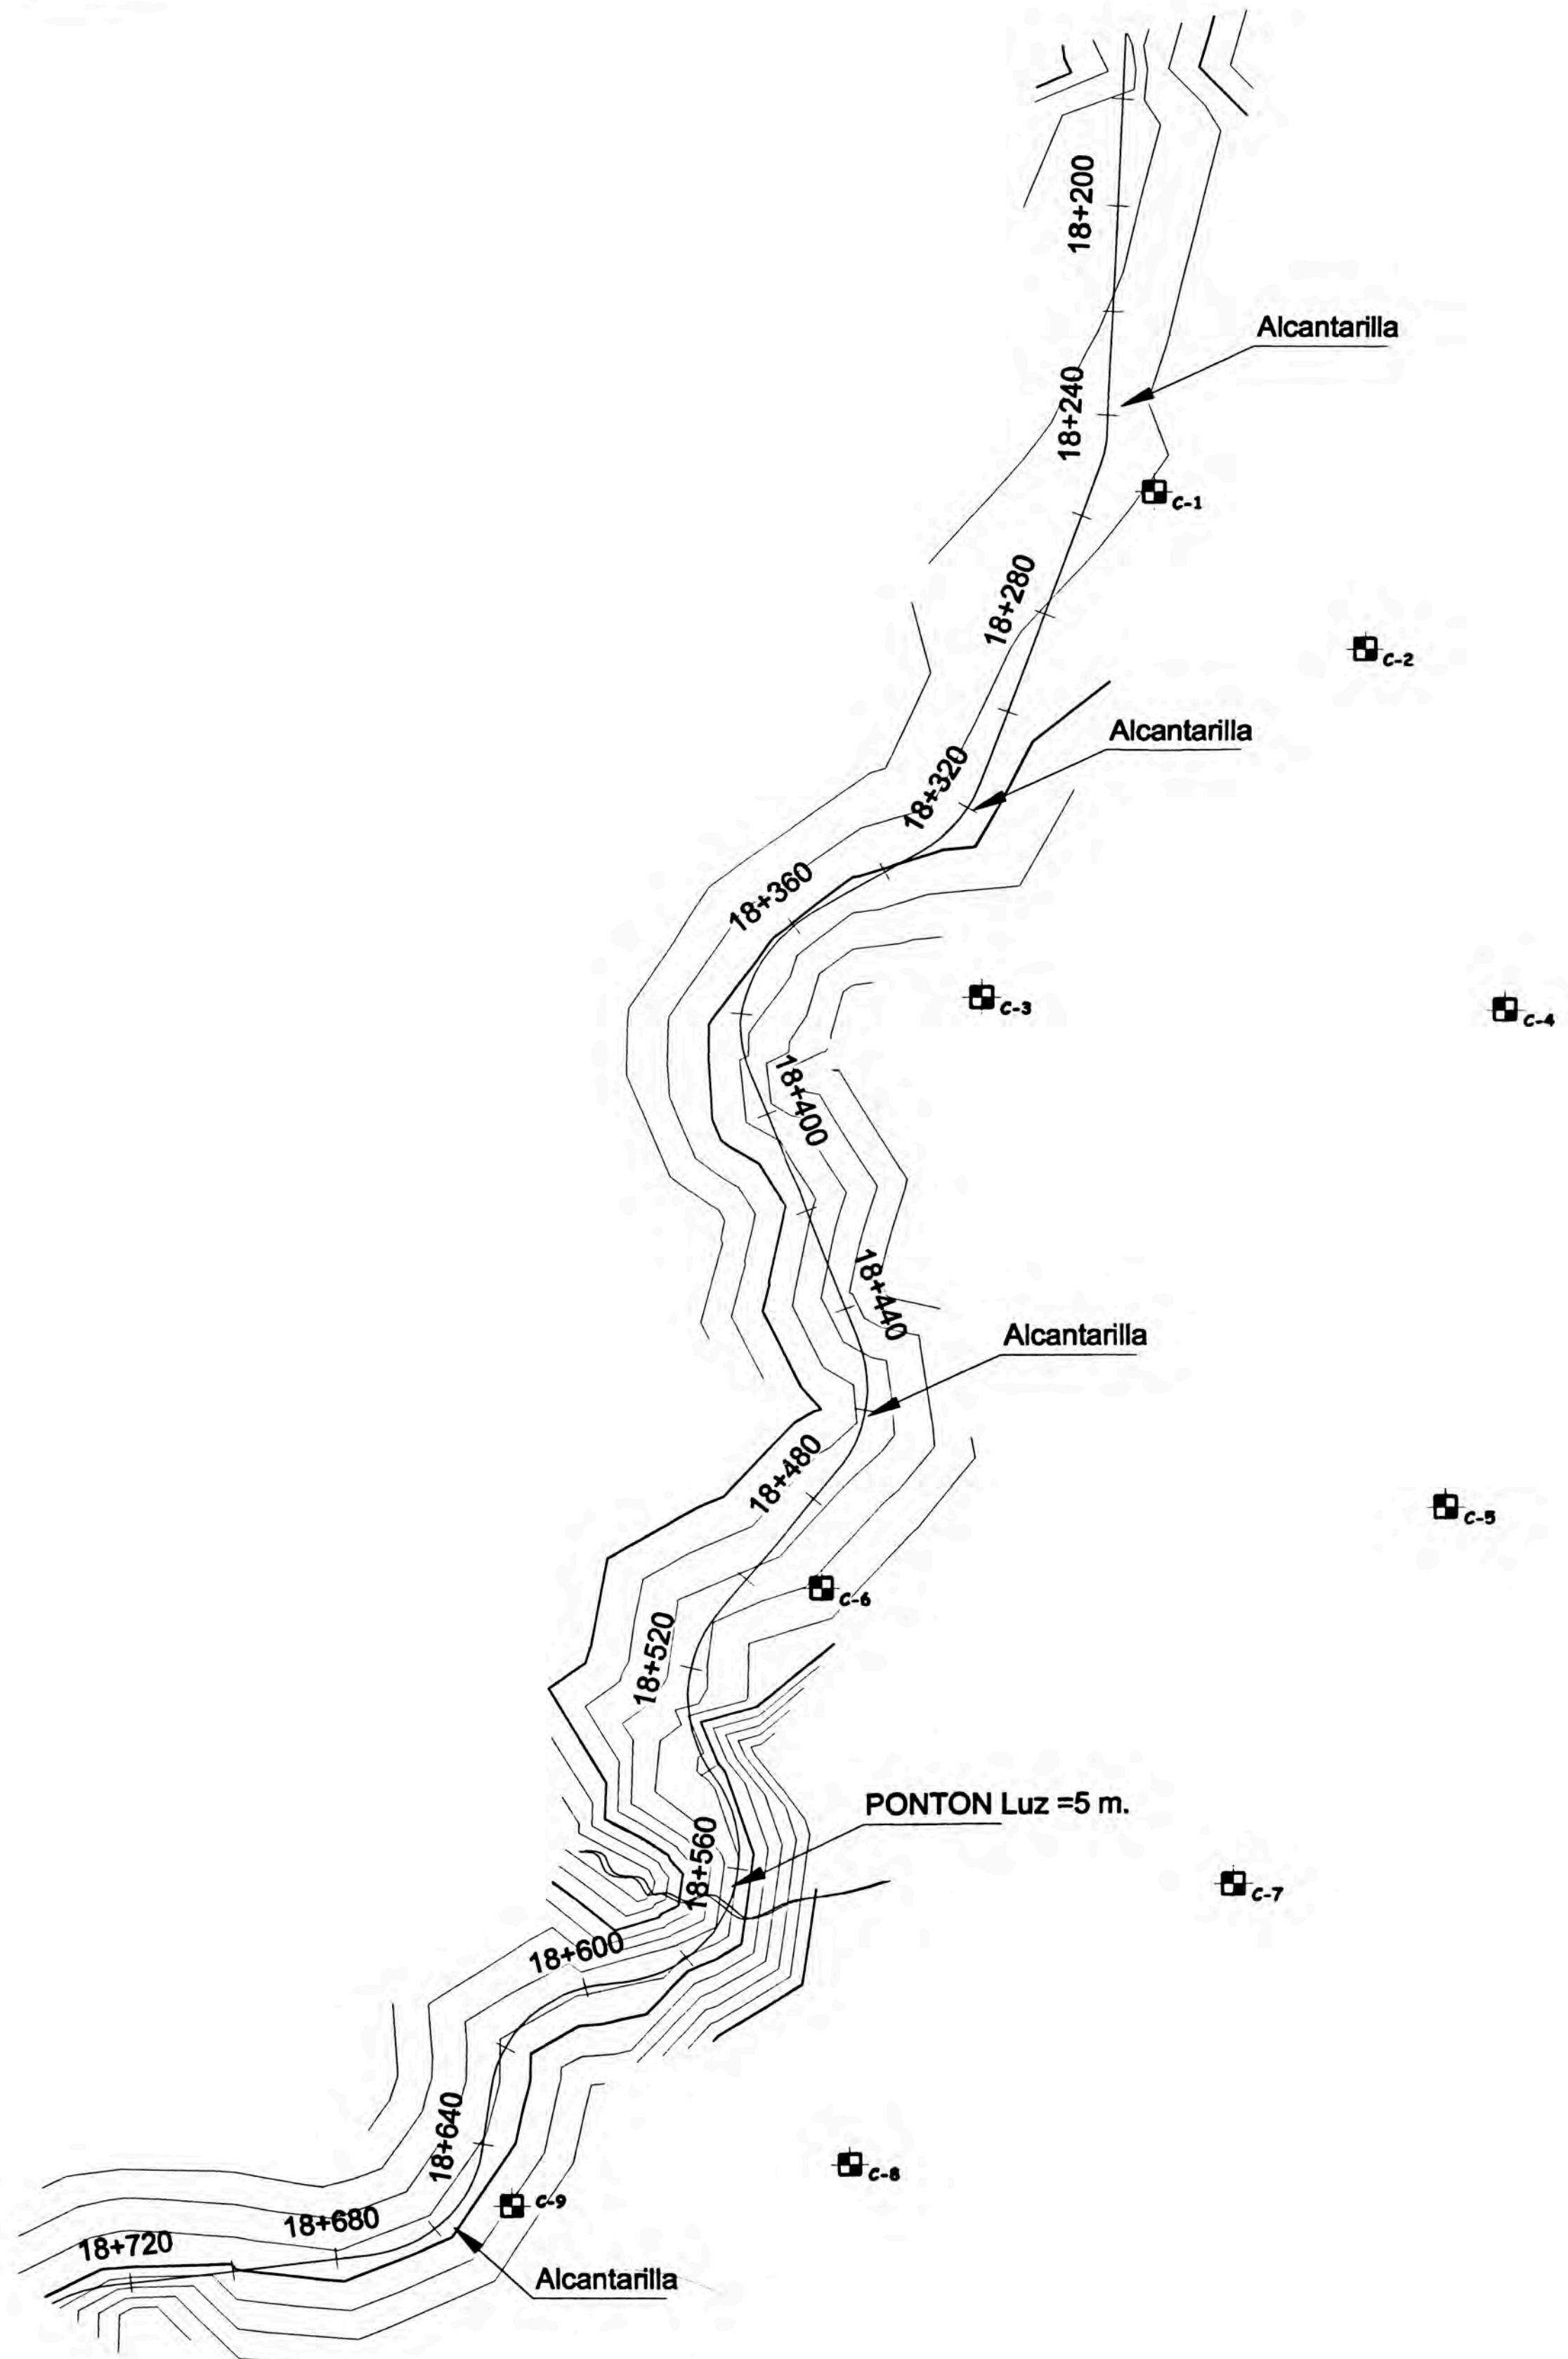 18+200
Alcantarilla
18+240
C-1
18+280
C-2
Alcantarilla
18+320
18+360
C-3
C-4
18+400
18+440
Alcantarilla
18+480
C-5
C-6
18+520
PONTON Luz =5 m.
18+560
C-7
18+600
18+640
C-8
C-9
18+680
18+720
Alcantarilla